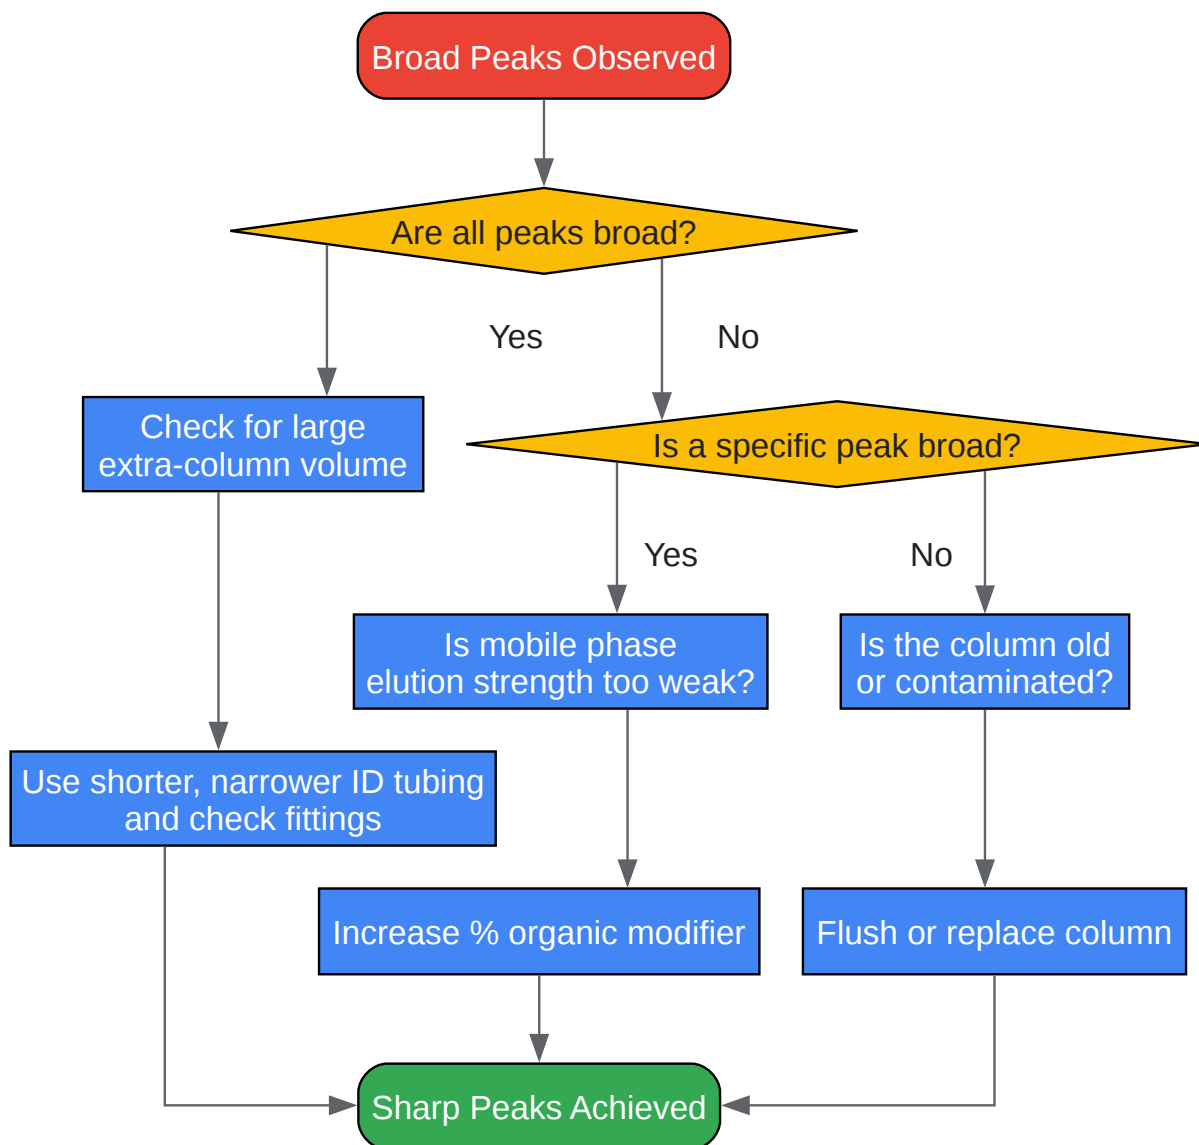 Broad Peaks Observed
Are all peaks broad?
Yes
No
Check for large
extra-column volume
Is a specific peak broad?
Yes
No
Is mobile phase
elution strength too weak?
Is the column old
or contaminated?
Use shorter, narrower ID tubing
and check fittings
Increase % organic modifier
Flush or replace column
Sharp Peaks Achieved